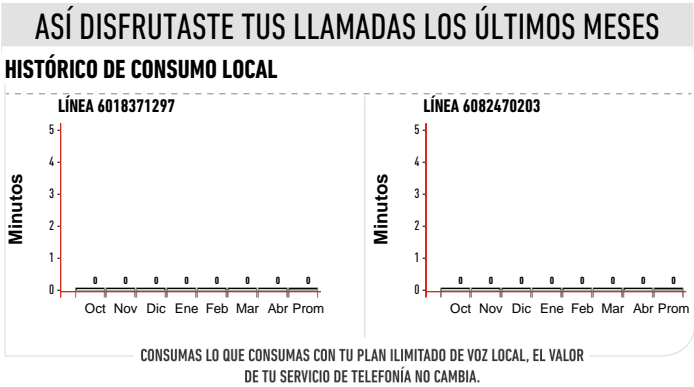 ASÍ DISFRUTASTE TUS LLAMADAS LOS ÚLTIMOS MESES
HISTÓRICO DE CONSUMO LOCAL
LÍNEA 6018371297
5
4
3
2
1
0
Minutos
0 0 0 0 0 0 0 0
Oct Nov Dic Ene Feb Mar Abr Prom
LÍNEA 6082470203
5
4
3
2
1
0
Minutos
0 0 0 0 0 0 0 0
Oct Nov Dic Ene Feb Mar Abr Prom
CONSUMAS LO QUE CONSUMAS CON TU PLAN ILIMITADO DE VOZ LOCAL, EL VALOR
DE TU SERVICIO DE TELEFONÍA NO CAMBIA.